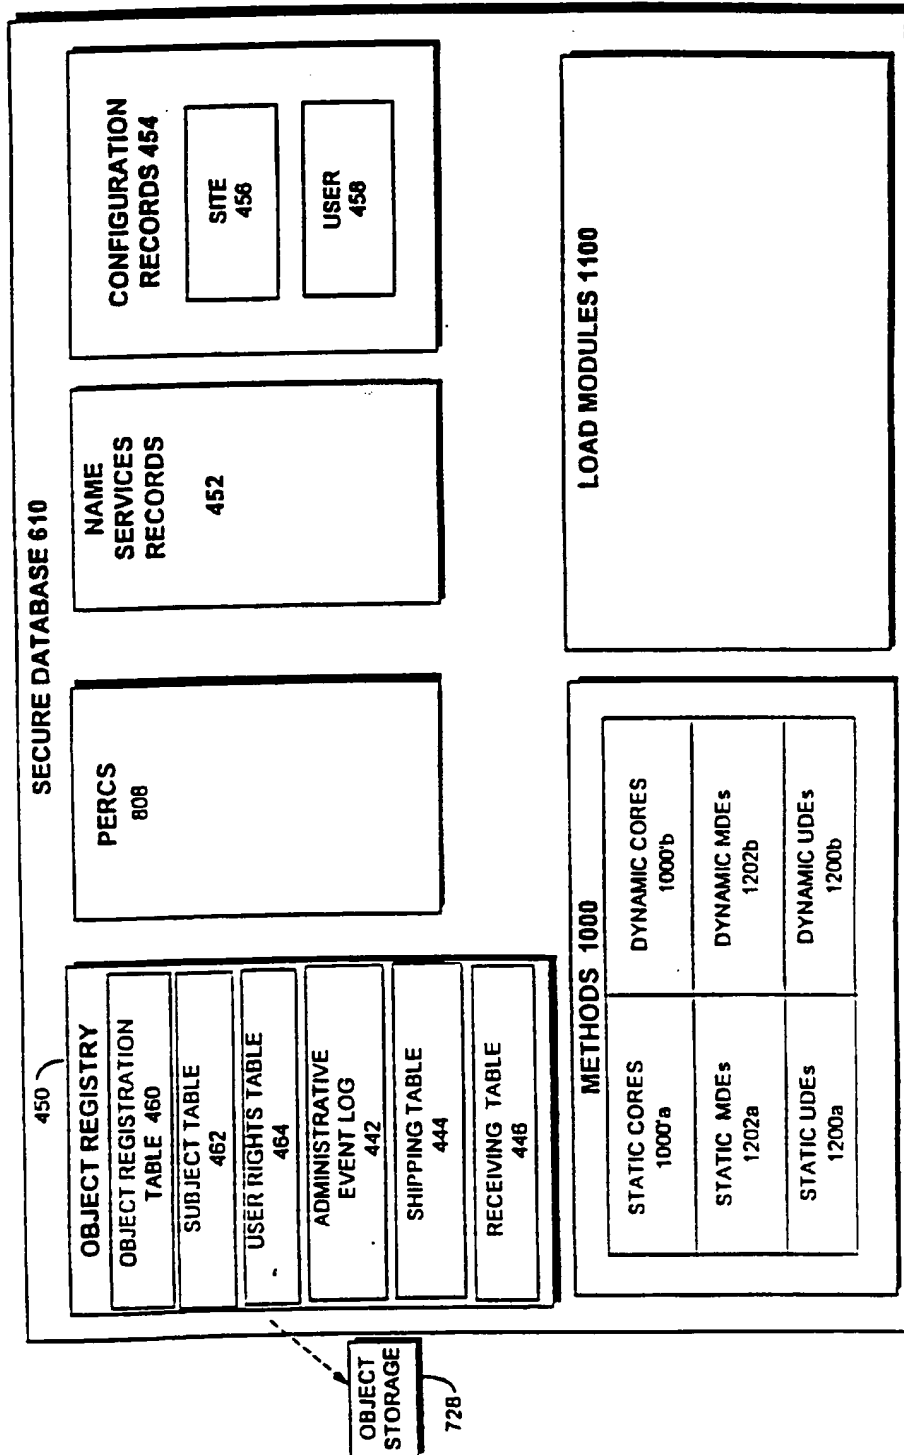 SECURE DATABASE 610
450
OBJECT REGISTRY
OBJECT REGISTRATION
TABLE 460
SUBJECT TABLE
462
USER RIGHTS TABLE
464
ADMINISTRATIVE
EVENT LOG
442
SHIPPING TABLE
444
RECEIVING TABLE
446
OBJECT
STORAGE
728
PERCS
808
NAME
SERVICES
RECORDS
452
CONFIGURATION
RECORDS 454
SITE
456
USER
458
METHODS 1000
STATIC CORES
1000'a
DYNAMIC CORES
1000'b
STATIC MDEs
1202a
DYNAMIC MDEs
1202b
STATIC UDEs
1200a
DYNAMIC UDEs
1200b
LOAD MODULES 1100